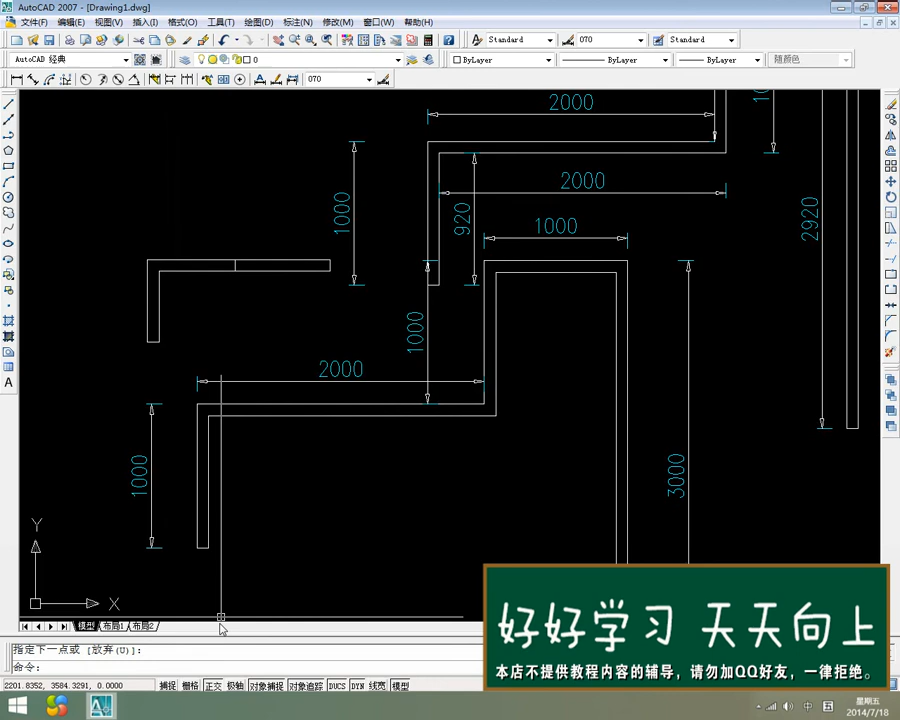 AutoCAD 2007 - [Drawing1.dwg]
文件(F) 编辑(E) 视图(V) 插入(I) 格式(O) 工具(T) 绘图(D) 标注(N) 修改(M) 窗口(W) 帮助(H)
Standard 070 Standard
AutoCAD 经典 0 ByLayer ByLayer ByLayer 随颜色
070
2000
2000
1000
920
1000
2920
1000
2000
1000
3000
Y
X
模型 布局1 布局2
指定下一点或 [放弃(U)]:
命令:
2201.8352, 3584.3291, 0.0000 捕捉 栅格 正交 极轴 对象捕捉 对象追踪 DUCS DYN 线宽 模型
好好学习 天天向上
本店不提供教程内容的辅导，请勿加QQ好友，一律拒绝。
中
五
星期五
2014/7/18